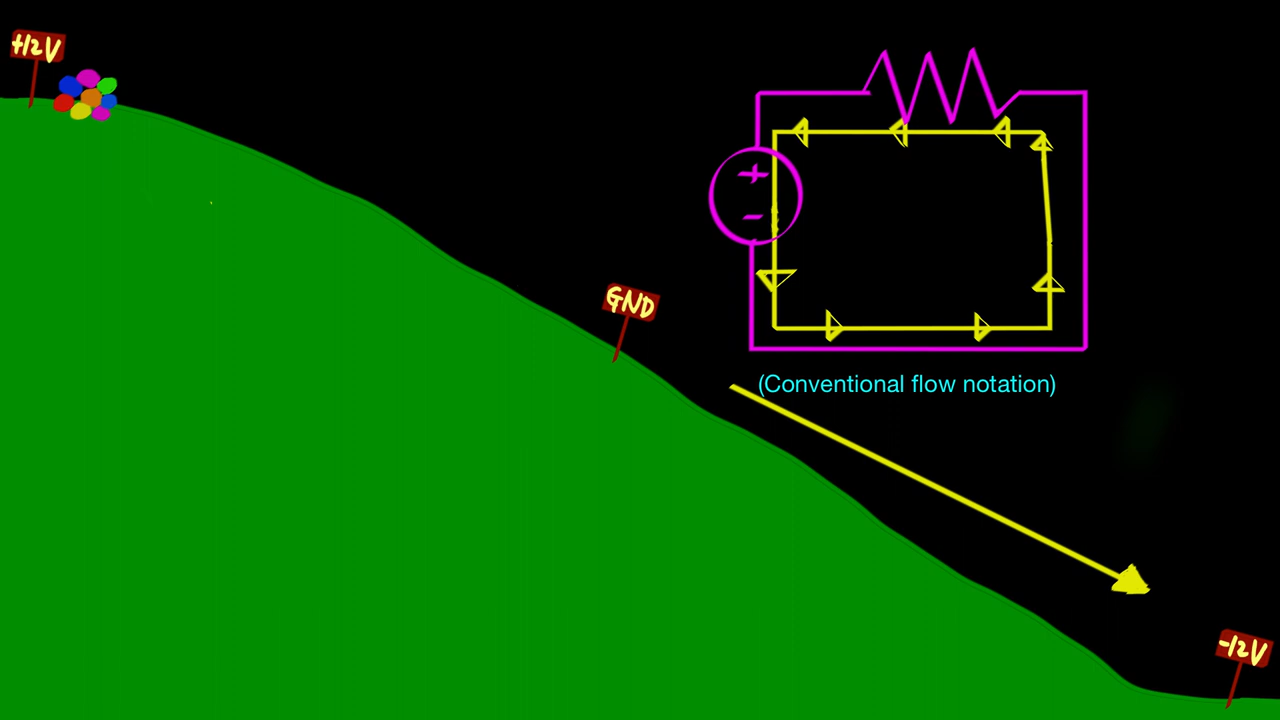 +12V
+
-
GND
(Conventional flow notation)
-12V